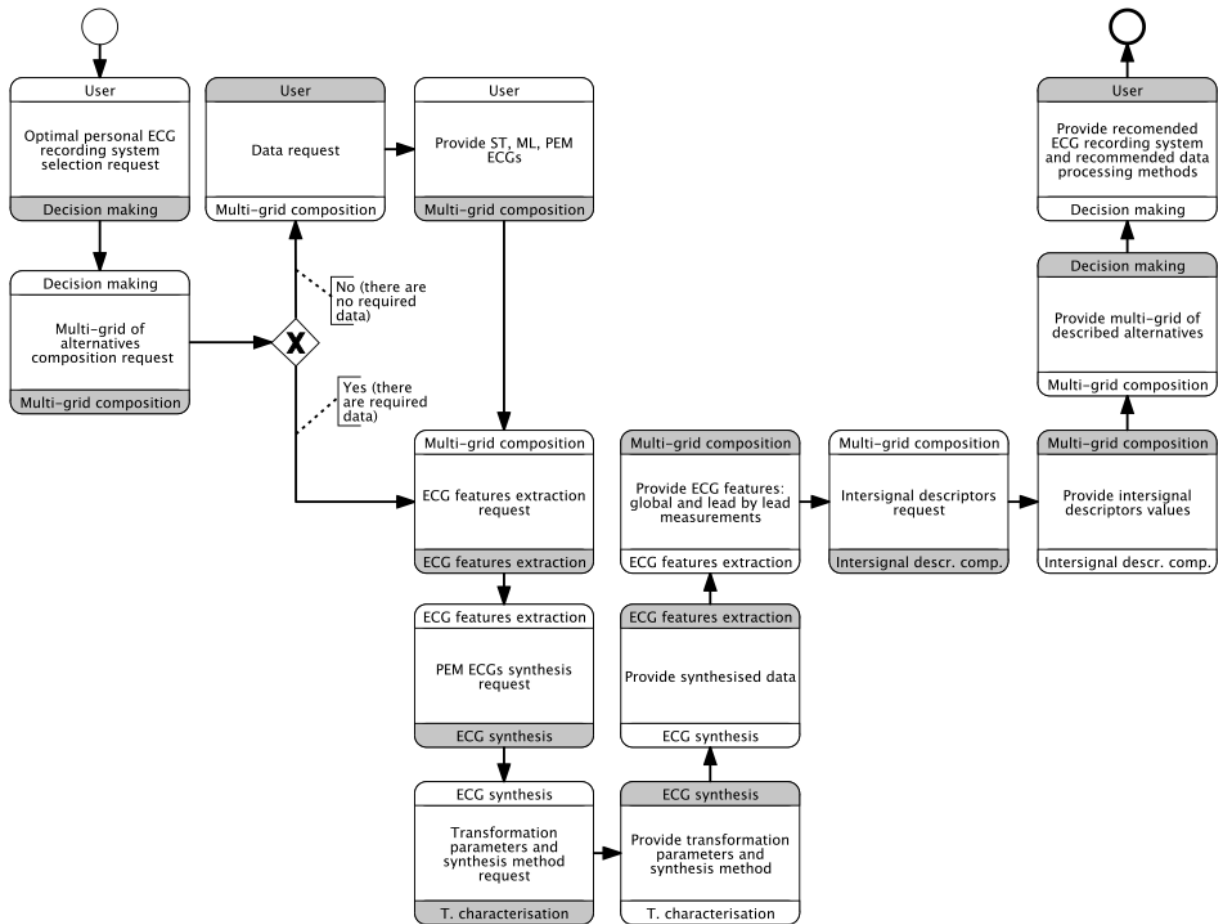 User
Optimal personal ECG
recording system
selection request
Decision making
Decision making
Multi-grid of
alternatives
composition request
Multi-grid composition
User
Data request
Multi-grid composition
No (there are
no required
data)
X
Yes (there
are required
data)
User
Provide ST, ML, PEM
ECGs
Multi-grid composition
Multi-grid composition
ECG features extraction
request
ECG features extraction
ECG features extraction
PEM ECGs synthesis
request
ECG synthesis
ECG synthesis
Transformation
parameters and
synthesis method
request
T. characterisation
ECG synthesis
Provide transformation
parameters and
synthesis method
T. characterisation
ECG features extraction
Provide synthesised data
ECG synthesis
Multi-grid composition
Provide ECG features:
global and lead by lead
measurements
ECG features extraction
Multi-grid composition
Intersignal descriptors
request
Intersignal descr. comp.
Multi-grid composition
Provide intersignal
descriptors values
Intersignal descr. comp.
Decision making
Provide multi-grid of
described alternatives
Multi-grid composition
User
Provide recomended
ECG recording system
and recommended data
processing methods
Decision making